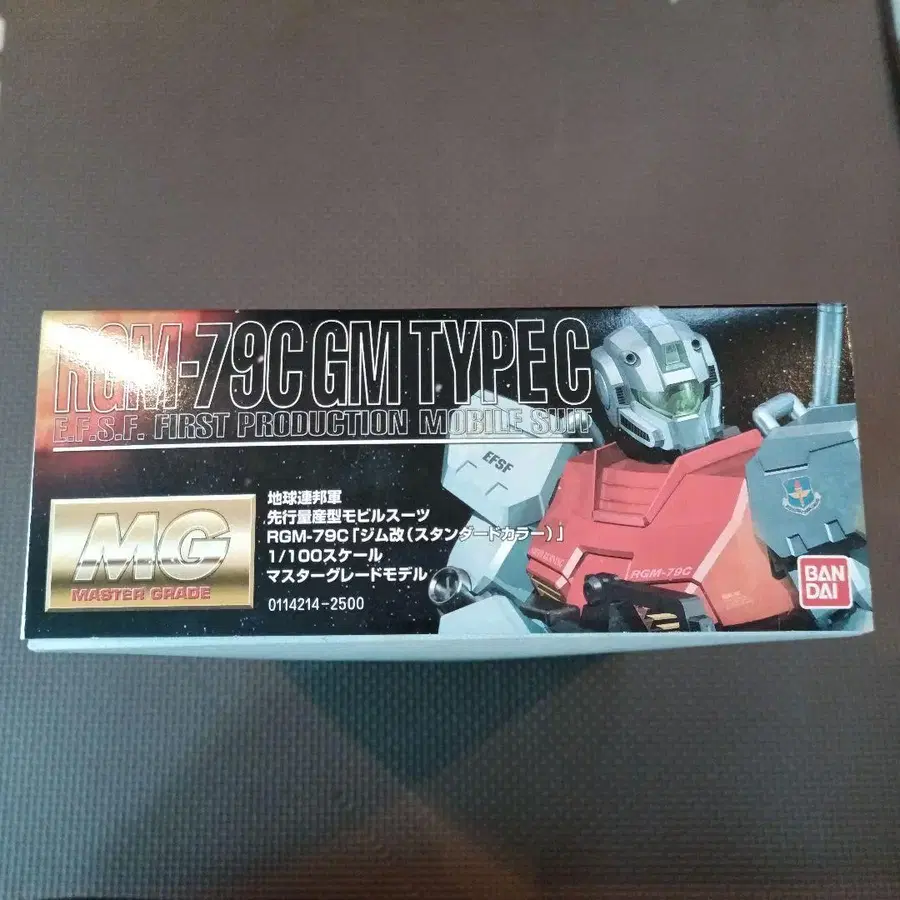 RGM-79C GM TYPE C
E.F.S.F. FIRST PRODUCTION MOBILE SUIT
MG
MASTER GRADE
地球連邦軍
先行量産型モビルスーツ
RGM-79C「ジム改(スタンダードカラー)」
1/100スケール
マスターグレードモデル
0114214-2500
EFSF
RGM-79C
BAN
DAI